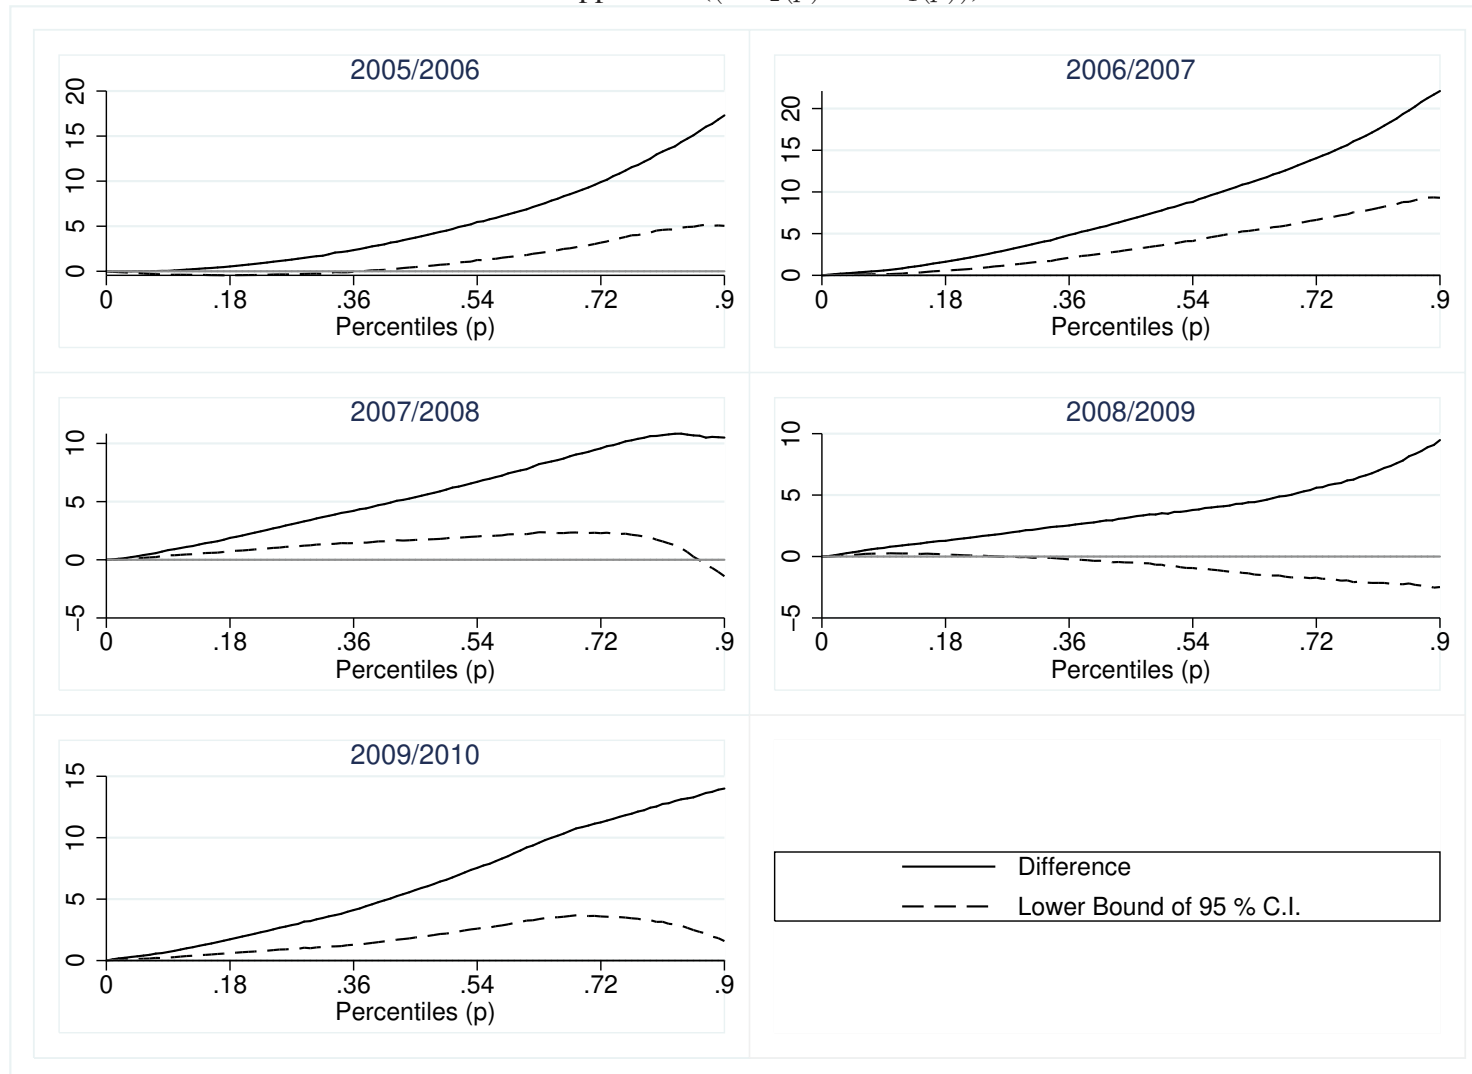 2005/2006
20
15
10
5
0
0 .18 .36 .54 .72 .9
Percentiles (p)
2006/2007
20
15
10
5
0
0 .18 .36 .54 .72 .9
Percentiles (p)
2007/2008
10
5
0
−5
0 .18 .36 .54 .72 .9
Percentiles (p)
2008/2009
10
5
0
−5
0 .18 .36 .54 .72 .9
Percentiles (p)
2009/2010
15
10
5
0
0 .18 .36 .54 .72 .9
Percentiles (p)
Difference
Lower Bound of 95 % C.I.